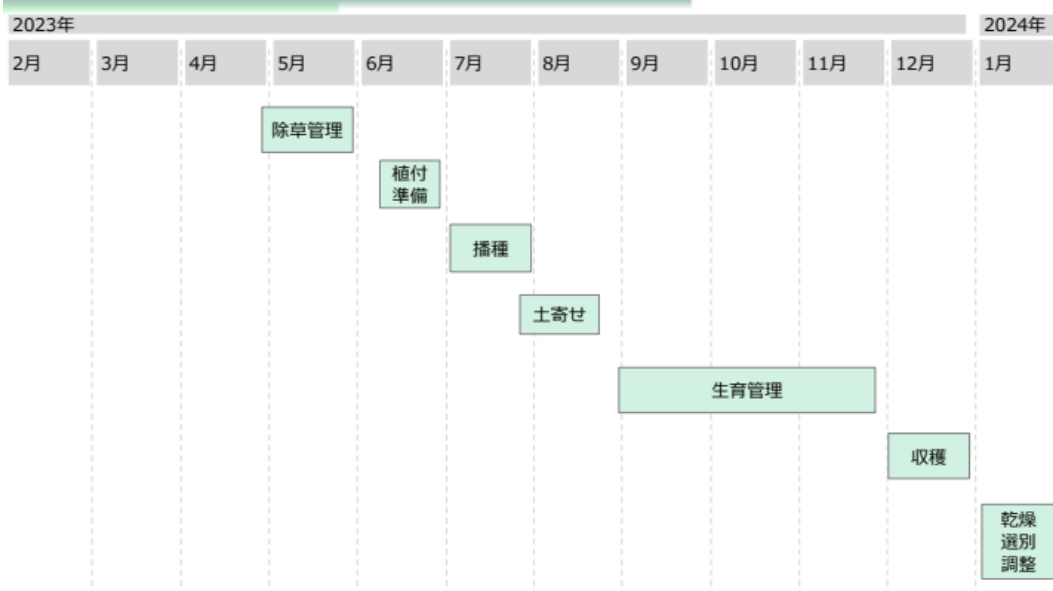 2023年
2024年
2月
3月
4月
5月
6月
7月
8月
9月
10月
11月
12月
1月
除草管理
植付
準備
播種
土寄せ
生育管理
収穫
乾燥
選別
調整